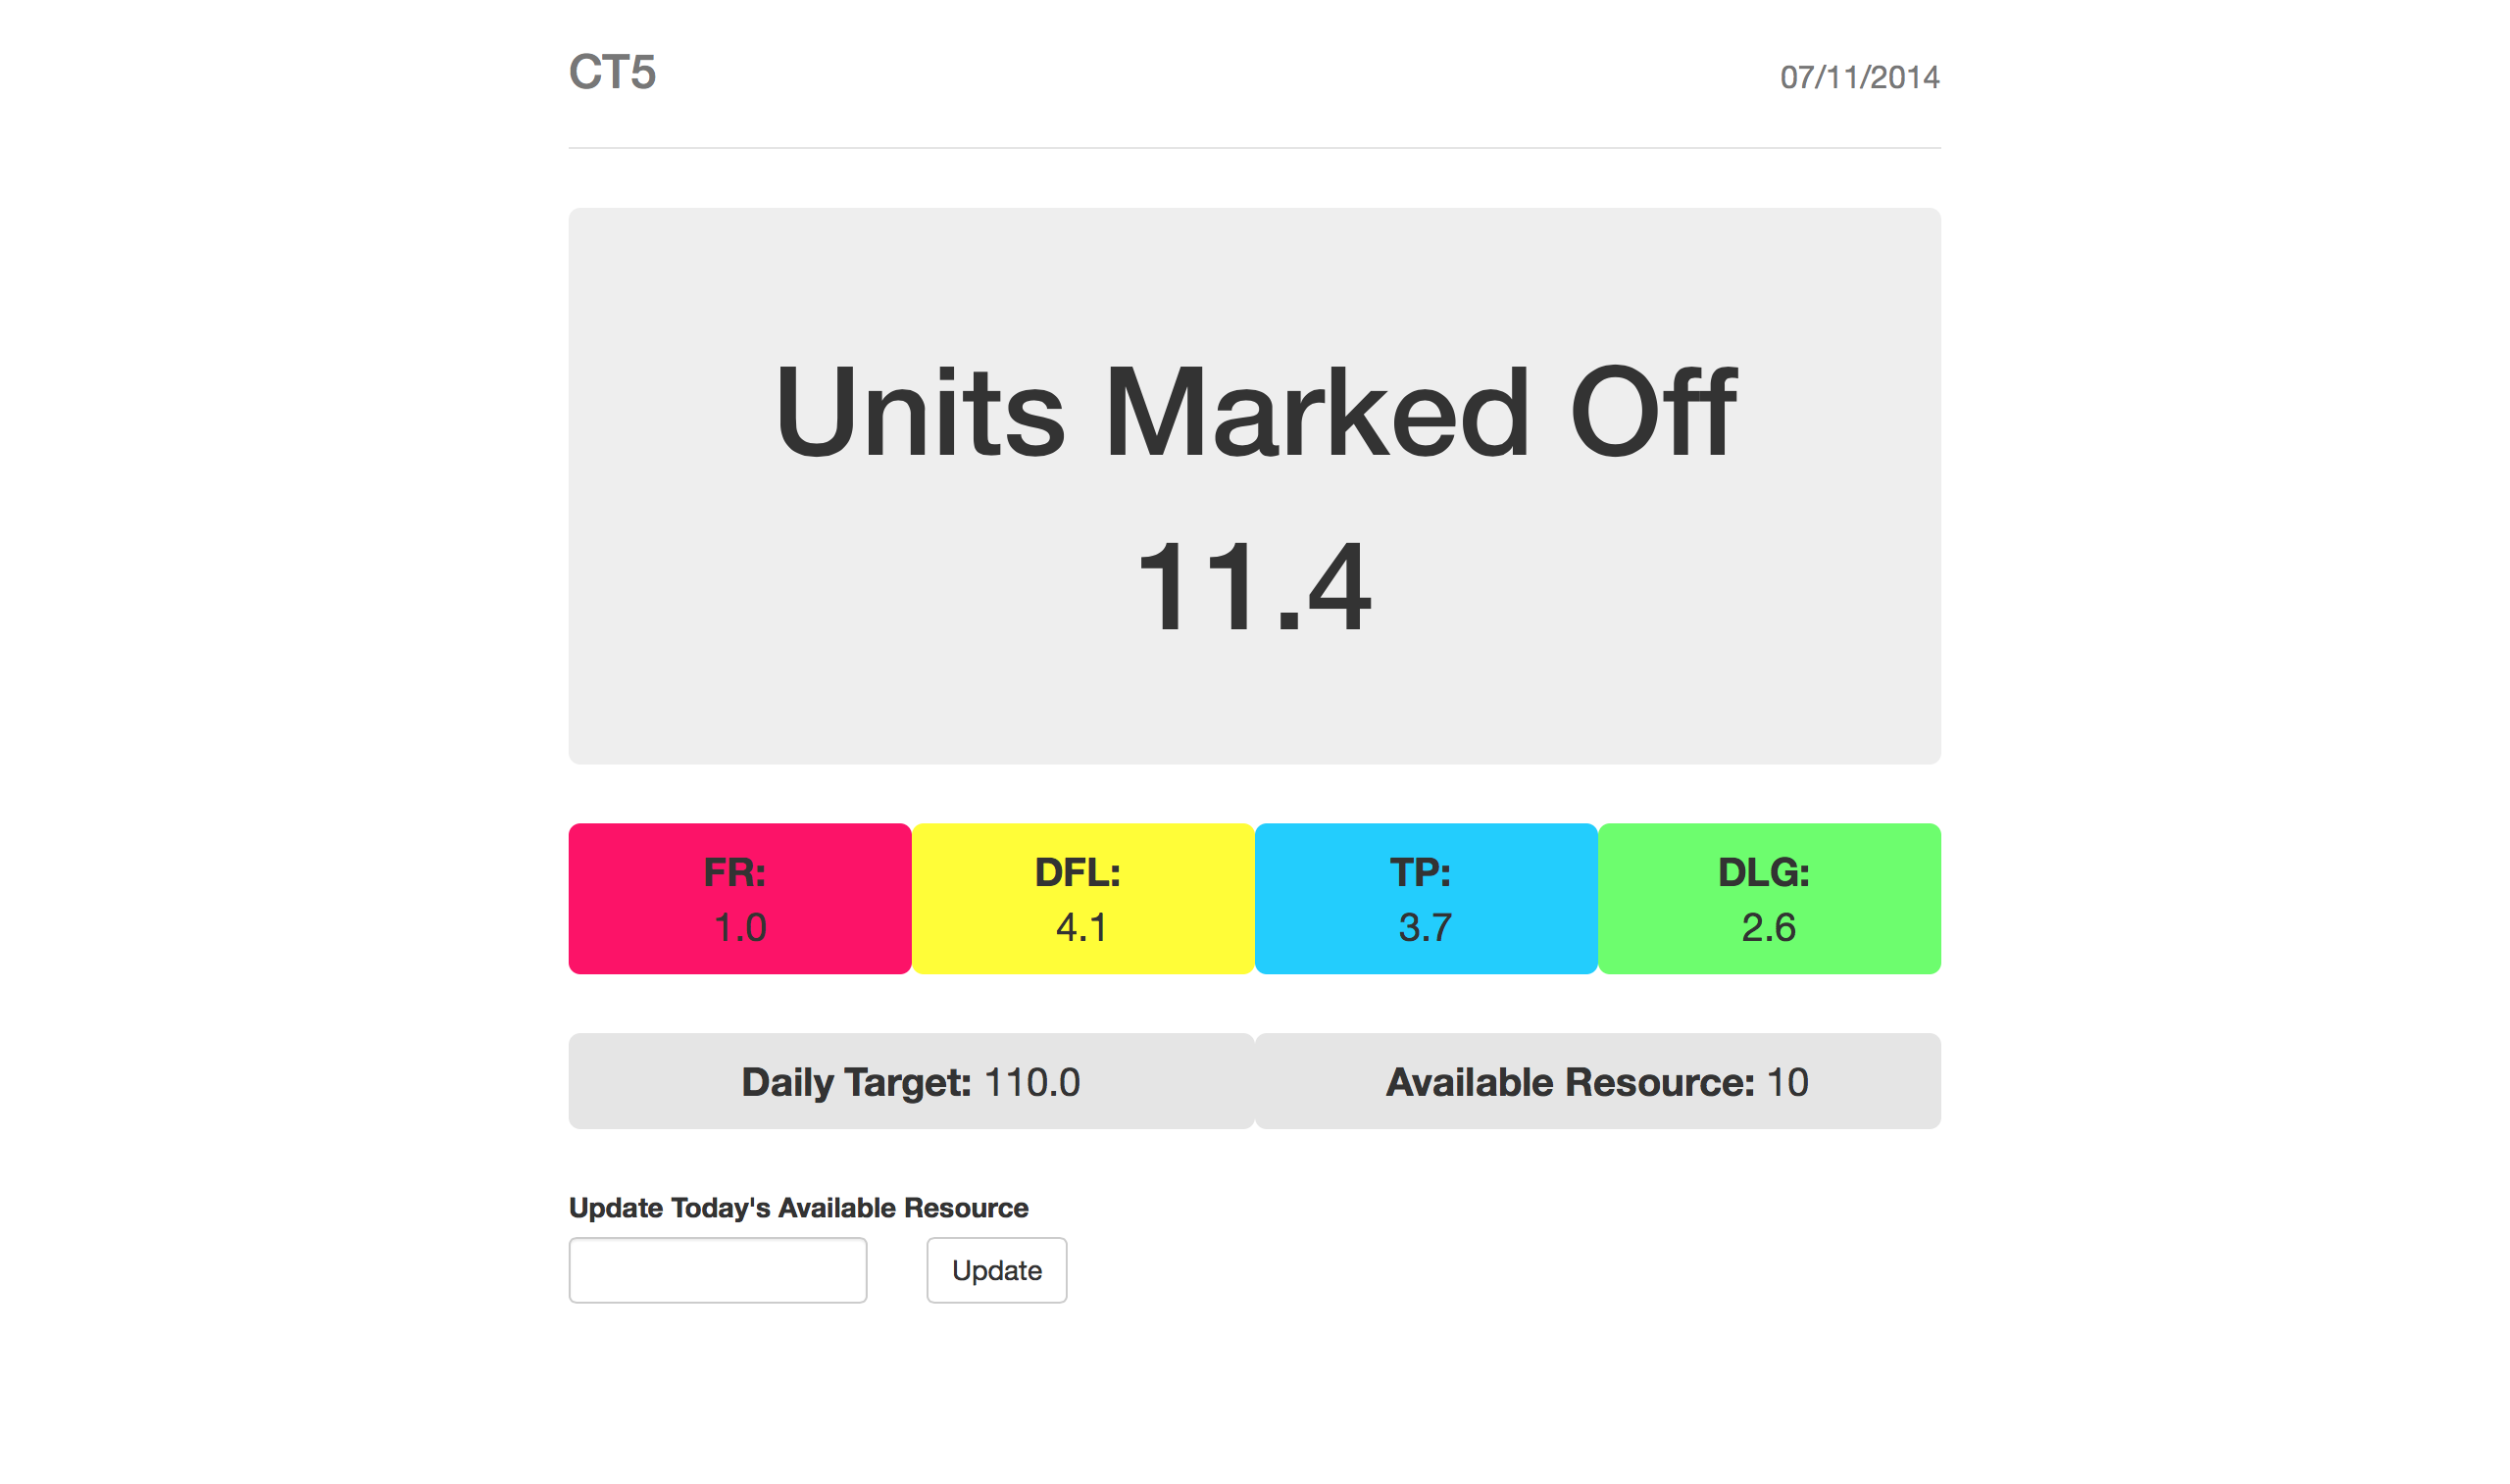 CT5
07/11/2014
Units Marked Off
11.4
FR:
1.0
DFL:
4.1
TP:
3.7
DLG:
2.6
Daily Target: 110.0
Available Resource: 10
Update Today's Available Resource
Update